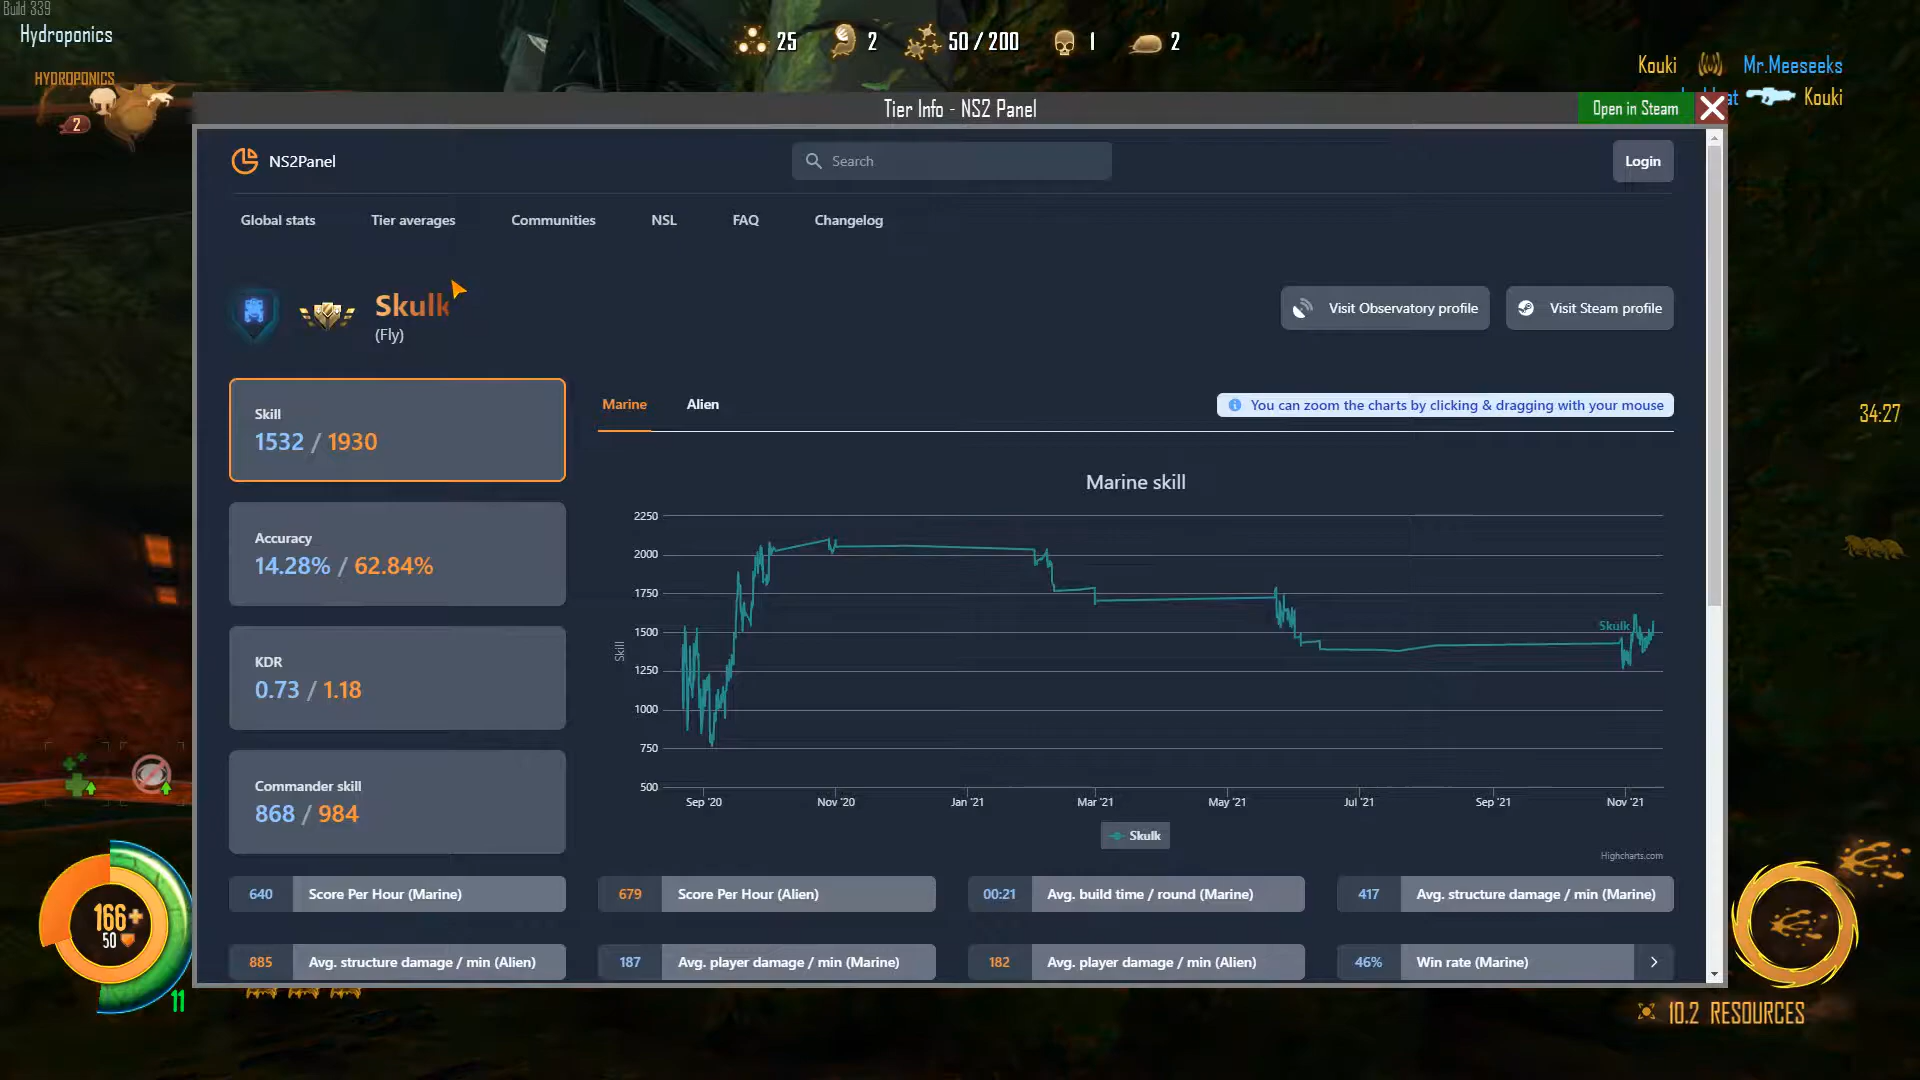 Build 339
Hydroponics
25 2 50 / 200 1 2
HYDROPONICS
2
Kouki Mr.Meeseeks
Kouki
Tier Info - NS2 Panel
Open in Steam
NS2Panel
Search
Login
Global stats Tier averages Communities NSL FAQ Changelog
Skulk
(Fly)
Visit Observatory profile Visit Steam profile
Skill
1532 / 1930
Accuracy
14.28% / 62.84%
KDR
0.73 / 1.18
Commander skill
868 / 984
Marine Alien
You can zoom the charts by clicking & dragging with your mouse
34:27
Marine skill
2250
2000
1750
1500
1250
1000
750
500
Skill
Skulk
Sep '20 Nov '20 Jan '21 Mar '21 May '21 Jul '21 Sep '21 Nov '21
Skulk
Highcharts.com
640 Score Per Hour (Marine) 679 Score Per Hour (Alien) 00:21 Avg. build time / round (Marine) 417 Avg. structure damage / min (Marine)
885 Avg. structure damage / min (Alien) 187 Avg. player damage / min (Marine) 182 Avg. player damage / min (Alien) 46% Win rate (Marine)
166
50
11
10.2 RESOURCES